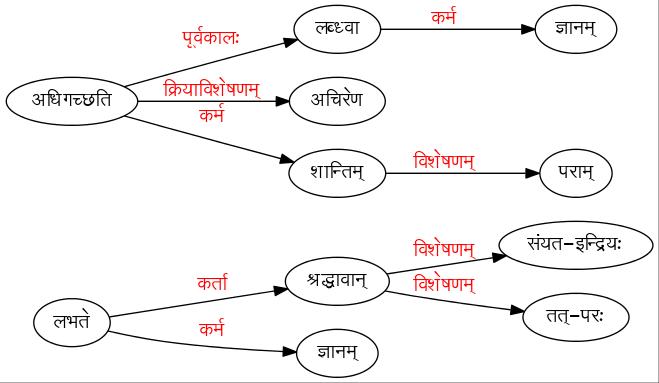 पूर्वकालः
लब्ध्वा
कर्म
ज्ञानम्
अधिगच्छति
क्रियाविशेषणम्
अचिरेण
कर्म
शान्तिम्
विशेषणम्
पराम्
लभते
कर्ता
श्रद्धावान्
विशेषणम्
संयत-इन्द्रियः
विशेषणम्
तत्-परः
कर्म
ज्ञानम्